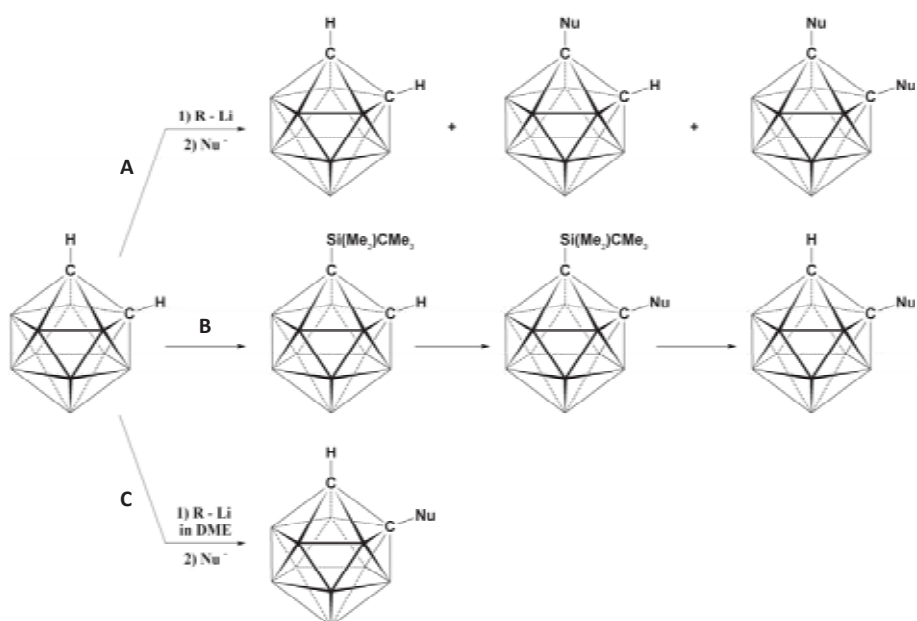 H
C
H
Nu
C
H
Nu
C
Nu
1) R - Li
2) Nu⁻
+
+
A
H
C
H
B
Si(Me₂)CMe₃
C
H
Si(Me₂)CMe₃
C
Nu
H
C
Nu
C
1) R - Li
in DME
2) Nu⁻
H
C
Nu